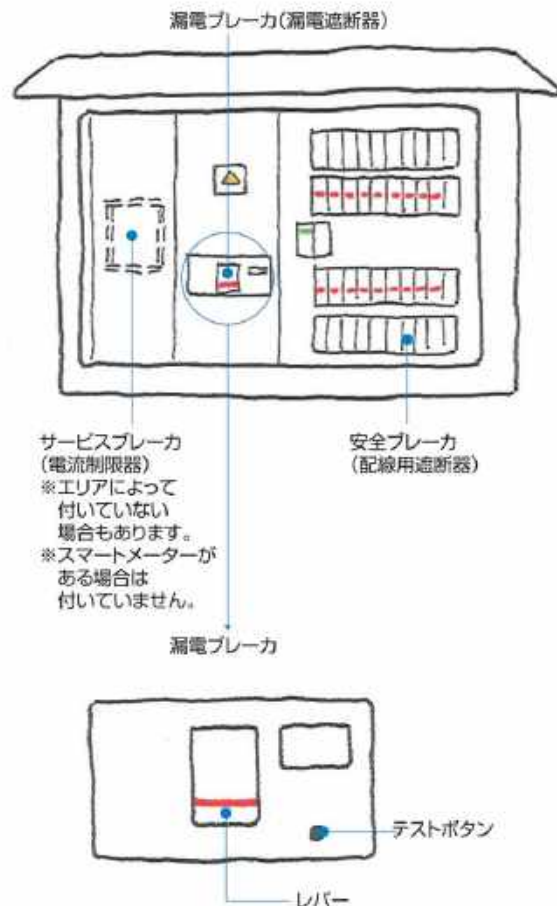 漏電ブレーカ(漏電遮断器)
サービスブレーカ
(電流制限器)
※エリアによって
付いていない
場合もあります。
※スマートメーターが
ある場合は
付いていません。
安全ブレーカ
(配線用遮断器)
漏電ブレーカ
テストボタン
レバー